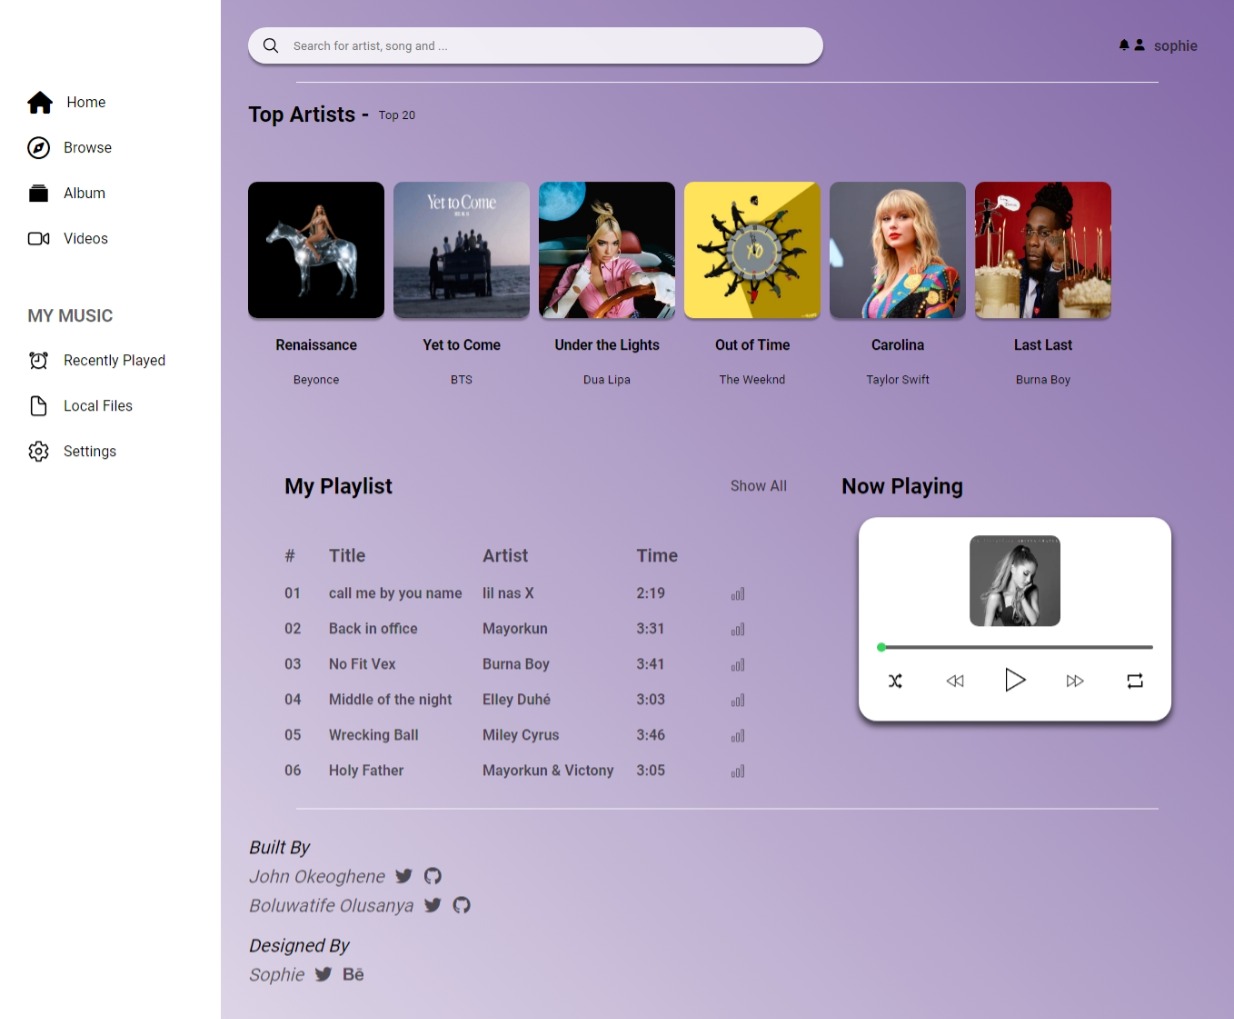 Search for artist, song and ...
sophie
Home
Browse
Album
Videos
MY MUSIC
Recently Played
Local Files
Settings
Top Artists - Top 20
Yet to Come
Renaissance
Beyonce
Yet to Come
BTS
Under the Lights
Dua Lipa
Out of Time
The Weeknd
Carolina
Taylor Swift
Last Last
Burna Boy
My Playlist
Show All
# Title Artist Time
01 call me by you name lil nas X 2:19
02 Back in office Mayorkun 3:31
03 No Fit Vex Burna Boy 3:41
04 Middle of the night Elley Duhé 3:03
05 Wrecking Ball Miley Cyrus 3:46
06 Holy Father Mayorkun & Victony 3:05
Now Playing
Built By
John Okeoghene
Boluwatife Olusanya
Designed By
Sophie Bē